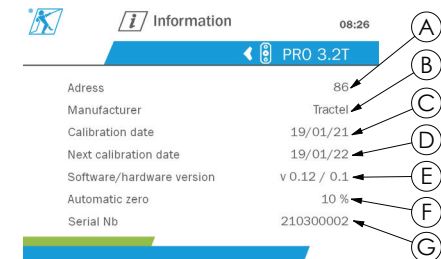 i Information 08:26 A
PRO 3.2T
B
Adress 86
Manufacturer Tractel
C
Calibration date 19/01/21
D
Next calibration date 19/01/22
Software/hardware version v 0.12 / 0.1 E
Automatic zero 10 % F
Serial Nb 210300002
G